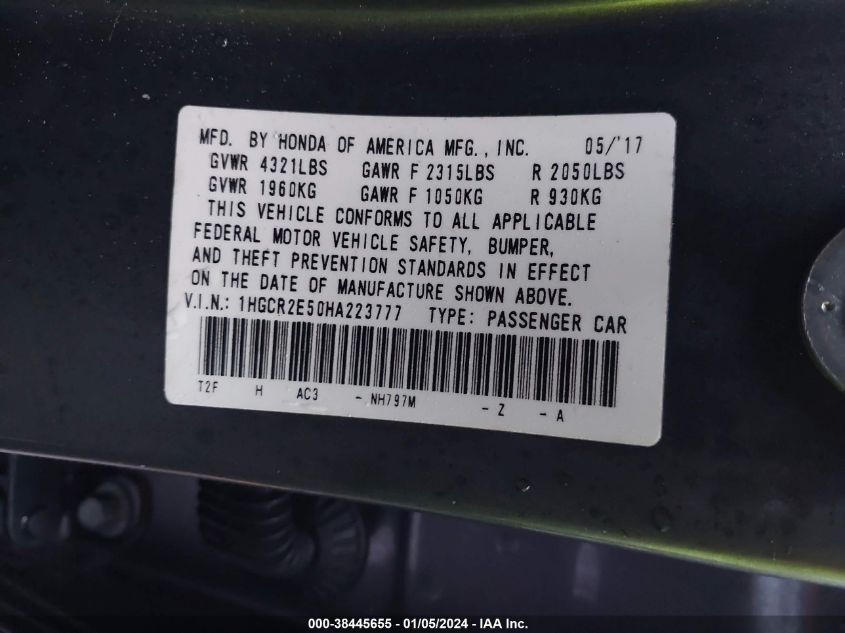 MFD. BY HONDA OF AMERICA MFG., INC. 05/'17
GVWR 4321LBS GAWR F 2315LBS R 2050LBS
GVWR 1960KG GAWR F 1050KG R 930KG
THIS VEHICLE CONFORMS TO ALL APPLICABLE
FEDERAL MOTOR VEHICLE SAFETY, BUMPER,
AND THEFT PREVENTION STANDARDS IN EFFECT
ON THE DATE OF MANUFACTURE SHOWN ABOVE.
V.I.N.: 1HGCR2E50HA223777 TYPE: PASSENGER CAR
T2F H AC3 - NH797M - Z - A
000-38445655 - 01/05/2024 - IAA Inc.